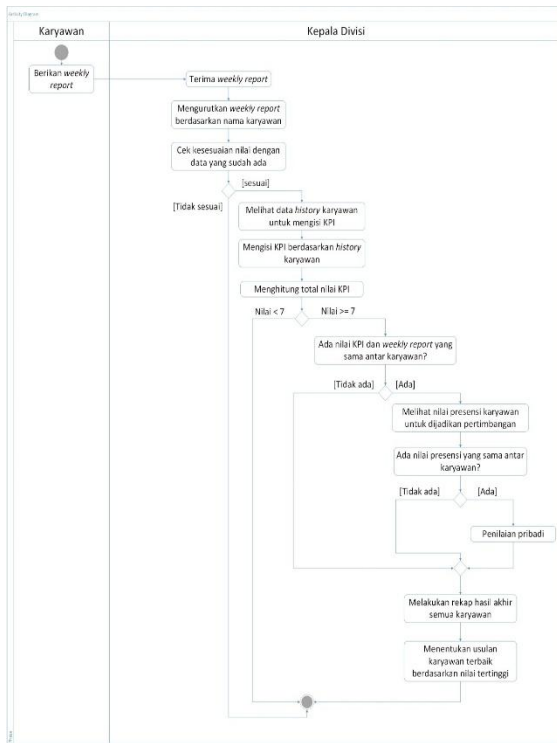 Activity Diagram
Karyawan
Kepala Divisi
Berikan weekly
report
Terima weekly report
Mengurutkan weekly report
berdasarkan nama karyawan
Cek kesesuaian nilai dengan
data yang sudah ada
[sesuai]
[Tidak sesuai]
Melihat data history karyawan
untuk mengisi KPI
Mengisi KPI berdasarkan history
karyawan
Menghitung total nilai KPI
Nilai < 7
Nilai >= 7
Ada nilai KPI dan weekly report yang
sama antar karyawan?
[Tidak ada]
[Ada]
Melihat nilai presensi karyawan
untuk dijadikan pertimbangan
Ada nilai presensi yang sama antar
karyawan?
[Tidak ada]
[Ada]
Penilaian pribadi
Melakukan rekap hasil akhir
semua karyawan
Menentukan usulan
karyawan terbaik
berdasarkan nilai tertinggi